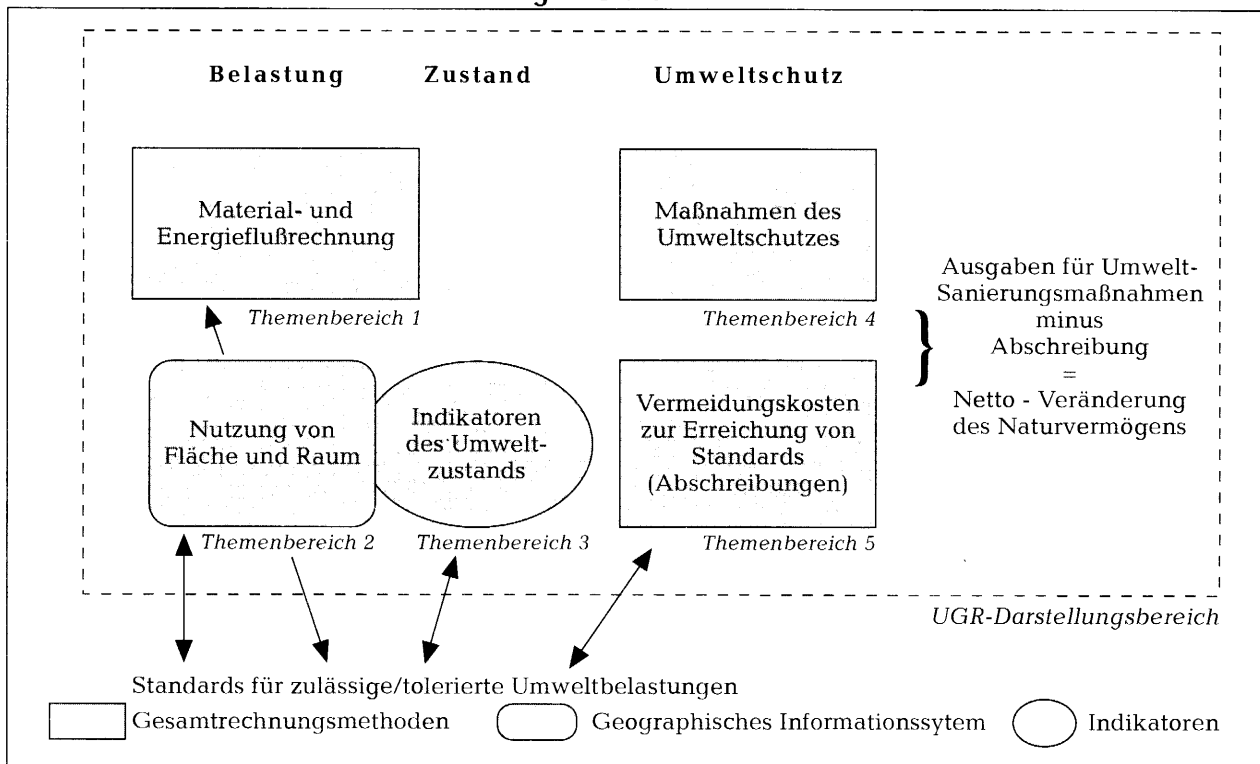 Belastung Zustand Umweltschutz
Material- und
Energieflußrechnung
Themenbereich 1
Maßnahmen des
Umweltschutzes
Themenbereich 4
Nutzung von
Fläche und Raum
Themenbereich 2
Indikatoren
des Umwelt-
zustands
Themenbereich 3
Vermeidungskosten
zur Erreichung von
Standards
(Abschreibungen)
Themenbereich 5
}
Ausgaben für Umwelt-
Sanierungsmaßnahmen
minus
Abschreibung
=
Netto - Veränderung
des Naturvermögens
UGR-Darstellungsbereich
Standards für zulässige/tolerierte Umweltbelastungen
Gesamtrechnungsmethoden Geographisches Informationssytem Indikatoren